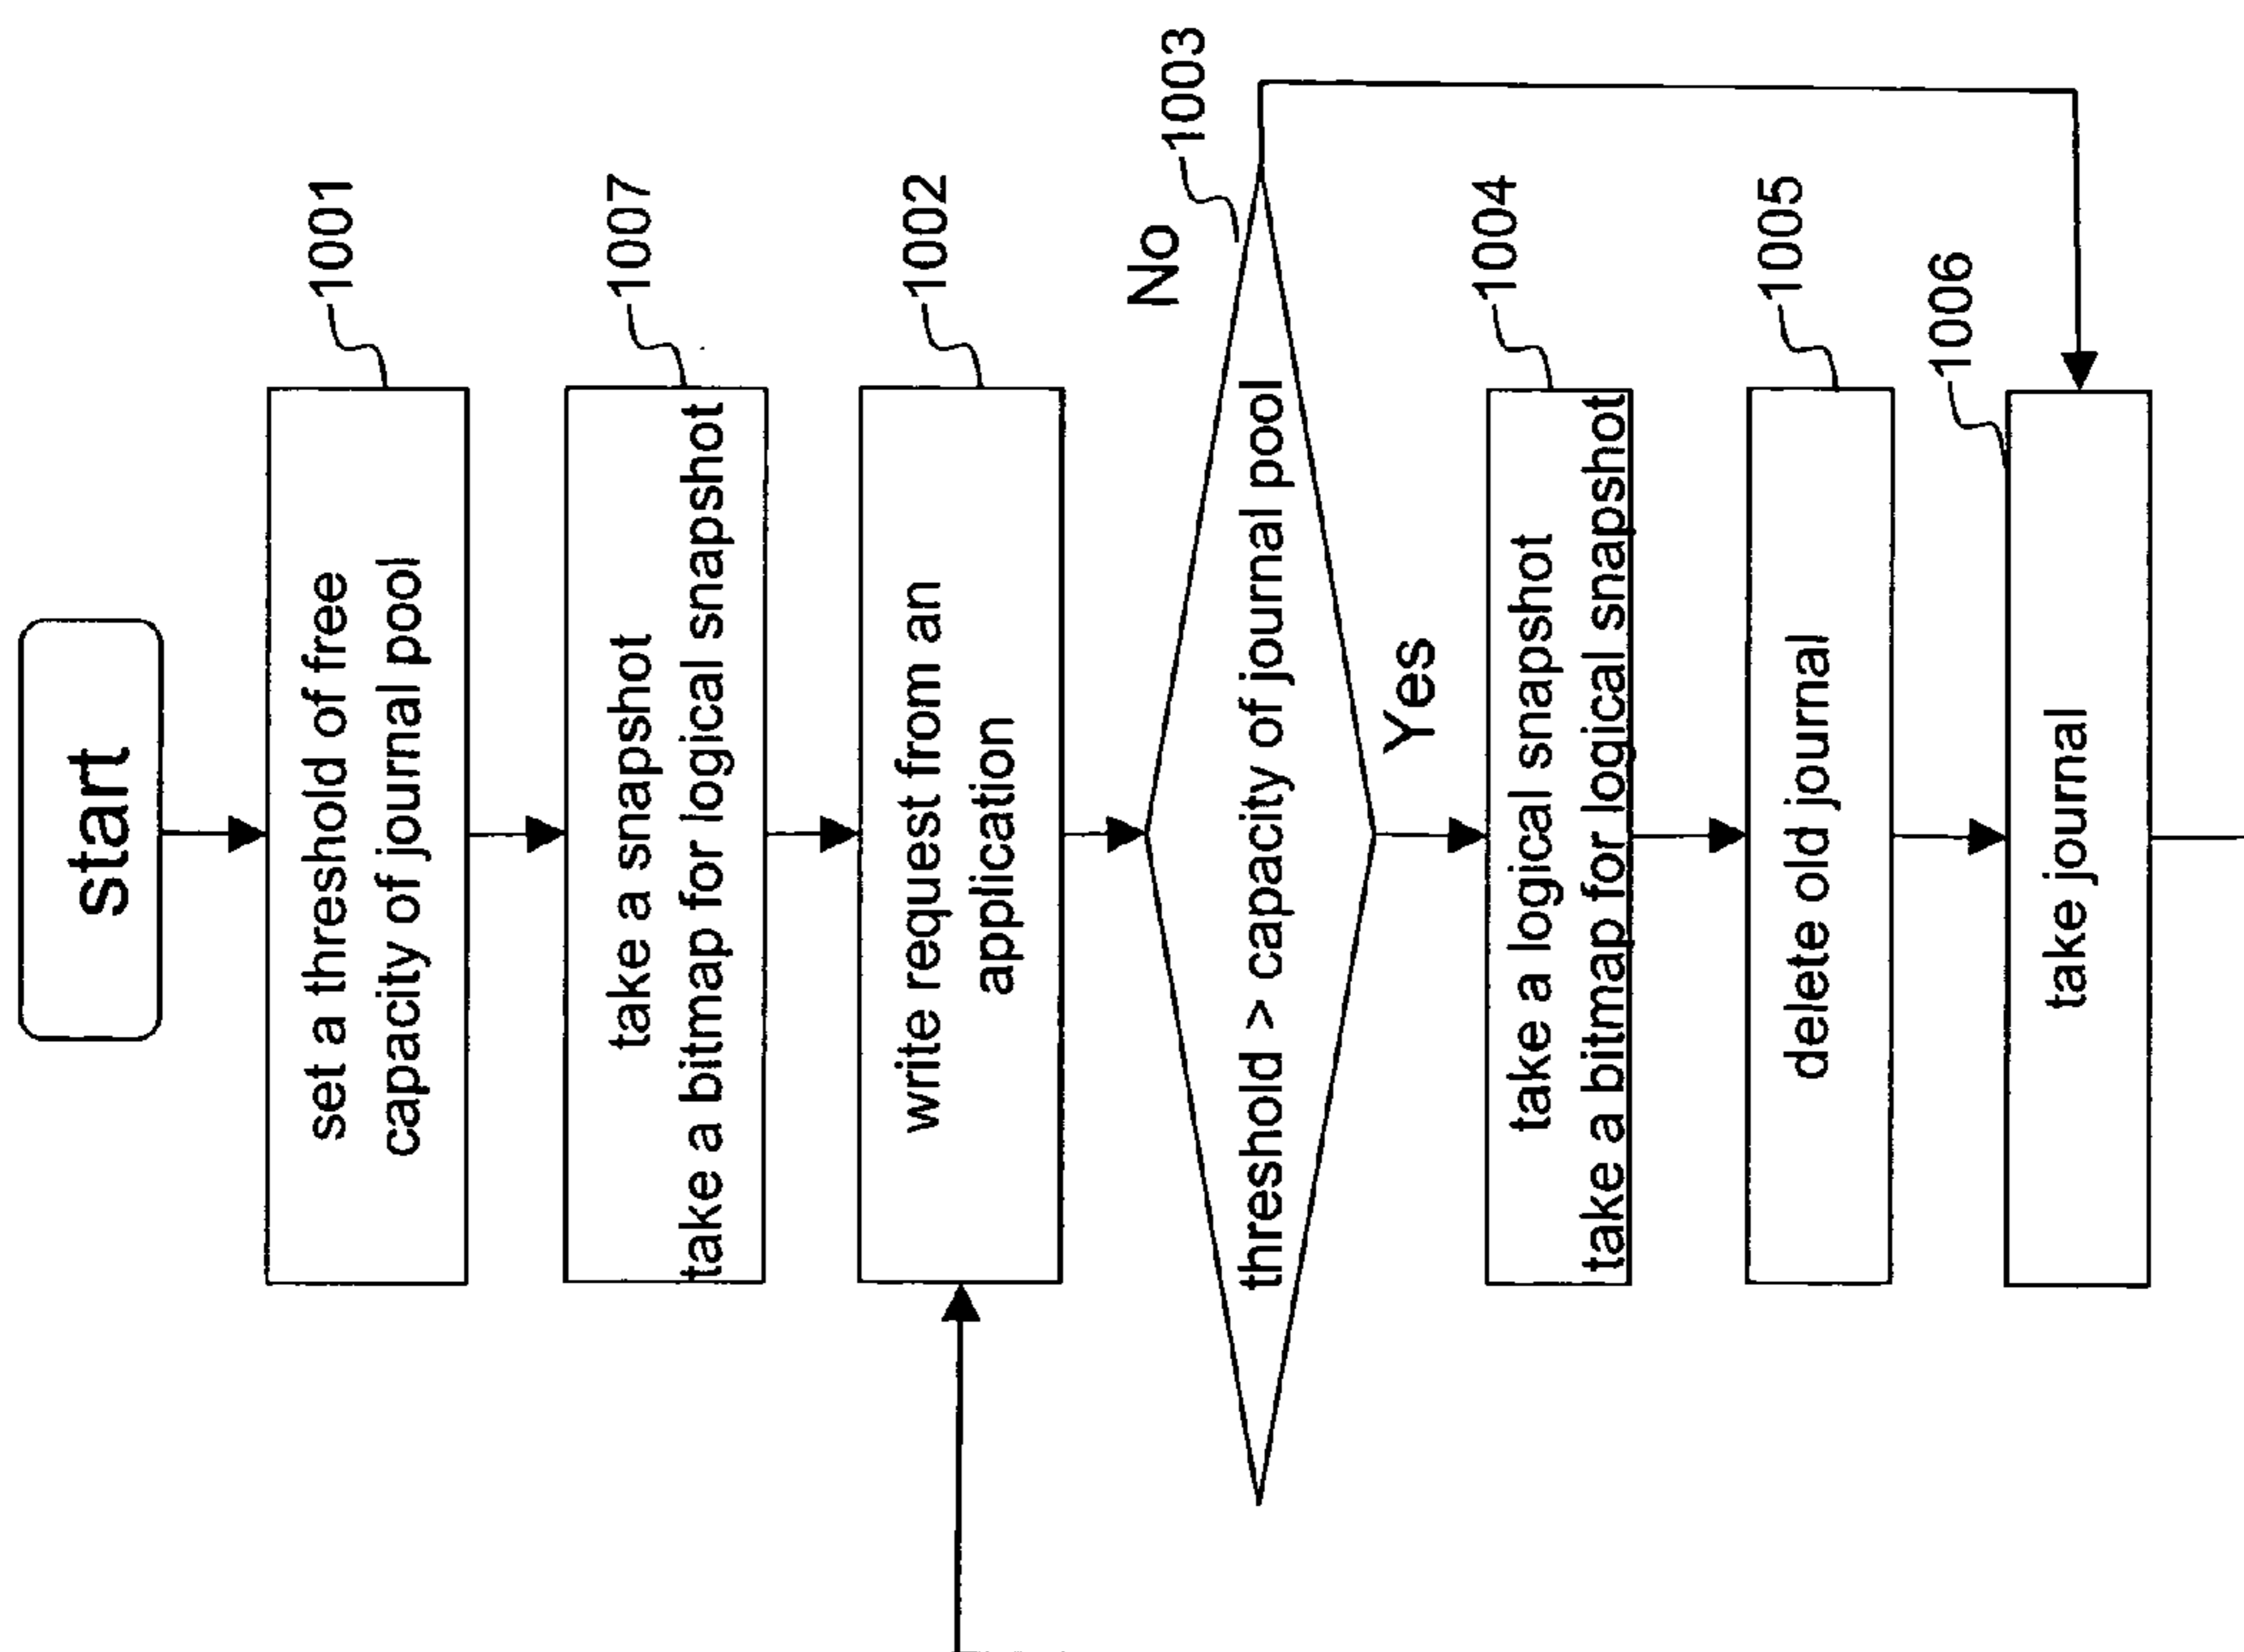 start
set a threshold of free
capacity of journal pool
1001
take a snapshot
take a bitmap for logical snapshot
1007
write request from an
application
1002
threshold > capacity of journal pool
No
1003
Yes
take a logical snapshot
take a bitmap for logical snapshot
1004
delete old journal
1005
take journal
1006